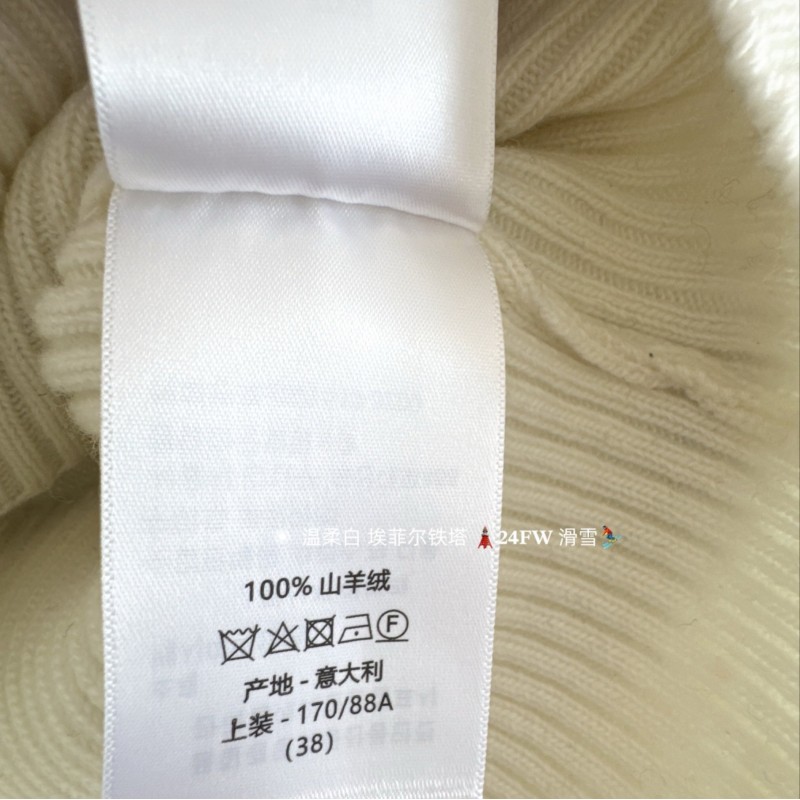 温柔白 埃菲尔铁塔 24FW 滑雪
100% 山羊绒
F
产地 - 意大利
上装 - 170/88A
(38)